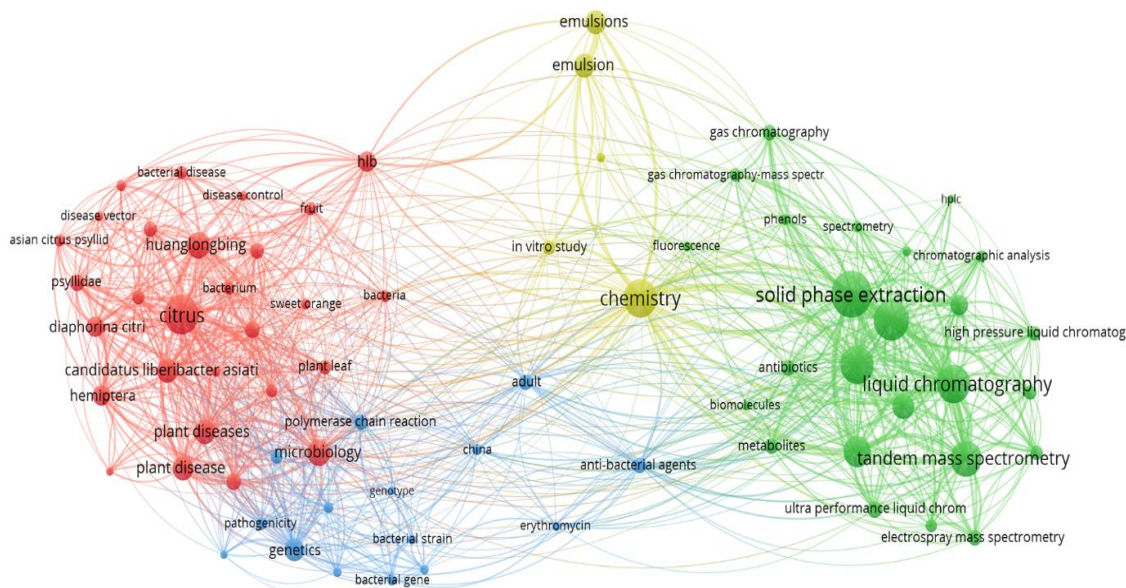 emulsions
emulsion
gas chromatography
hlb
bacterial disease
gas chromatography-mass spectr
disease control
hplc
fruit
disease vector
phenols
spectrometry
asian citrus psyllid
huanglongbing
in vitro study
fluorescence
chromatographic analysis
psyllidae
bacterium
bacteria
sweet orange
chemistry
solid phase extraction
citrus
diaphorina citri
high pressure liquid chromatog
candidatus liberibacter asiati
plant leaf
antibiotics
adult
liquid chromatography
hemiptera
biomolecules
polymerase chain reaction
plant diseases
metabolites
microbiology
china
tandem mass spectrometry
plant disease
anti-bacterial agents
genotype
ultra performance liquid chrom
pathogenicity
erythromycin
bacterial strain
electrospray mass spectrometry
genetics
bacterial gene